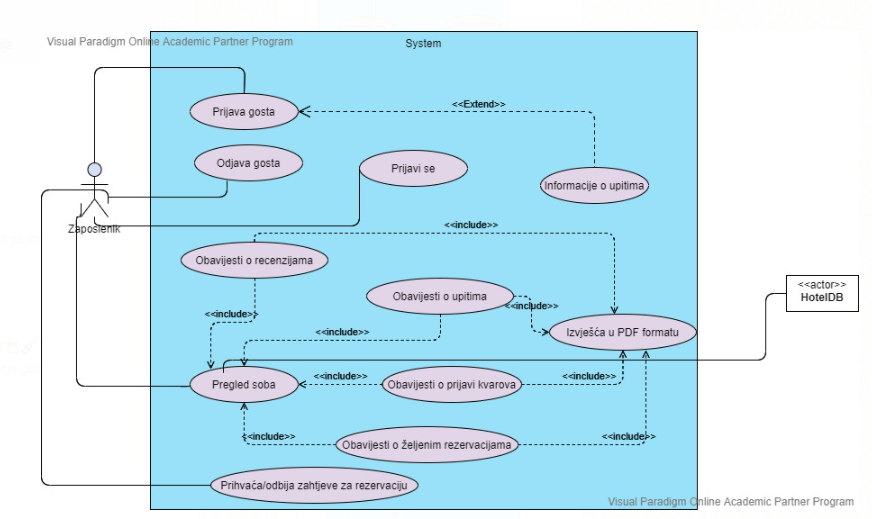 Visual Paradigm Online Academic Partner Program
System
<<Extend>>
Prijava gosta
Odjava gosta
Prijavi se
Informacije o upitima
Zaposlenik
<<include>>
Obavijesti o recenzijama
<<actor>>
HotelDB
Obavijesti o upitima
<<include>>
<<include>>
<<include>>
Izvješća u PDF formatu
Pregled soba
<<include>>
Obavijesti o prijavi kvarova
<<include>>
<<include>>
Obavijesti o željenim rezervacijama
<<include>>
Prihvaća/odbija zahtjeve za rezervaciju
Visual Paradigm Online Academic Partner Program